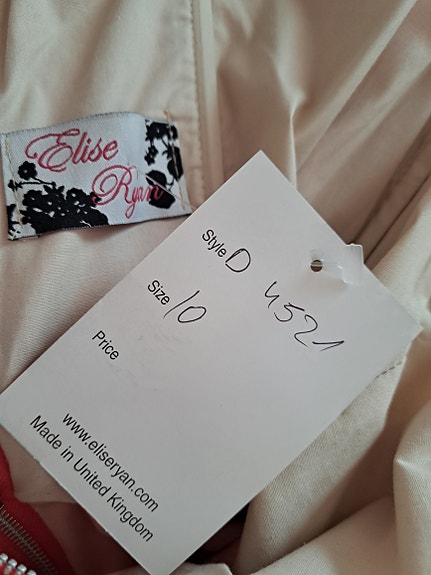 Elise
Ryan
Style D 4521
Size 10
Price
www.eliseryan.com
Made in United Kingdom